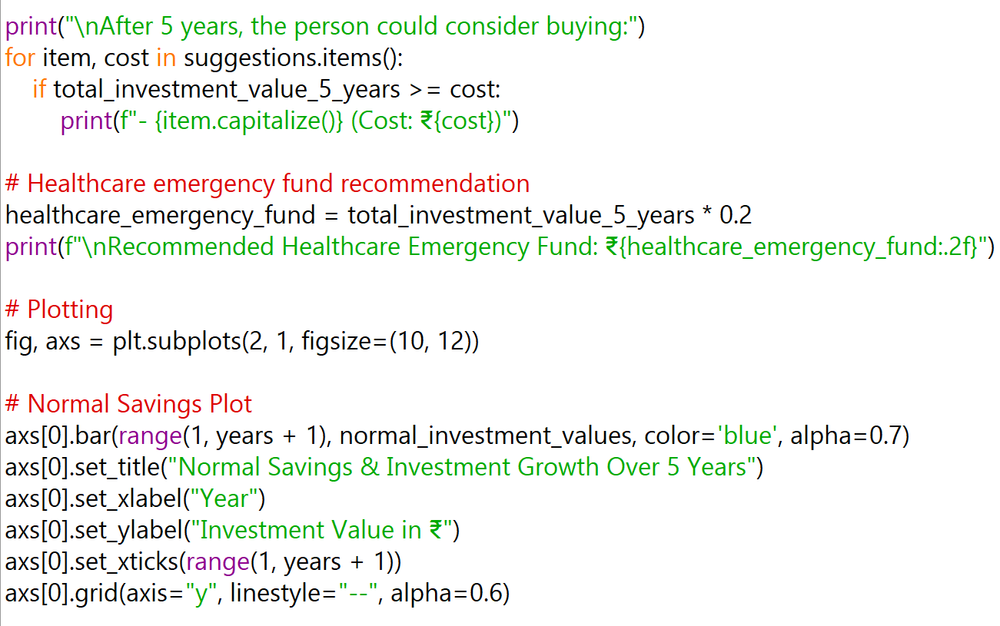 print("\nAfter 5 years, the person could consider buying:")
for item, cost in suggestions.items():
    if total_investment_value_5_years >= cost:
        print(f"- {item.capitalize()} (Cost: ₹{cost})")

# Healthcare emergency fund recommendation
healthcare_emergency_fund = total_investment_value_5_years * 0.2
print(f"\nRecommended Healthcare Emergency Fund: ₹{healthcare_emergency_fund:.2f}")

# Plotting
fig, axs = plt.subplots(2, 1, figsize=(10, 12))

# Normal Savings Plot
axs[0].bar(range(1, years + 1), normal_investment_values, color='blue', alpha=0.7)
axs[0].set_title("Normal Savings & Investment Growth Over 5 Years")
axs[0].set_xlabel("Year")
axs[0].set_ylabel("Investment Value in ₹")
axs[0].set_xticks(range(1, years + 1))
axs[0].grid(axis="y", linestyle="--", alpha=0.6)